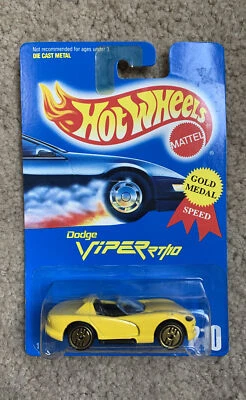 Not recommended for ages under 3
DIE CAST METAL
Hot Wheels
MATTEL
GOLD
MEDAL
SPEED
Dodge
VIPER RT/10